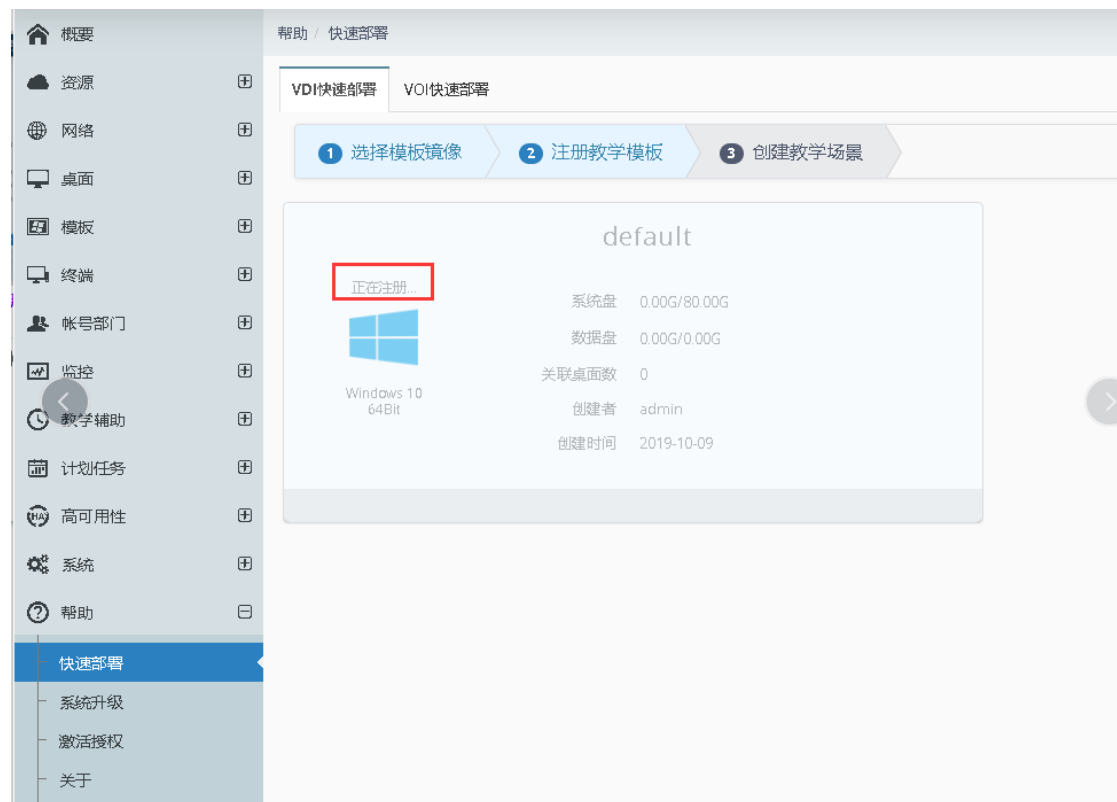 概要
资源
网络
桌面
模板
终端
帐号部门
监控
教学辅助
计划任务
HA 高可用性
系统
帮助
快速部署
系统升级
激活授权
关于
帮助 / 快速部署
VDI快速部署 VOI快速部署
1 选择模板镜像 2 注册教学模板 3 创建教学场景
default
正在注册...
Windows 10
64Bit
系统盘 0.00G/80.00G
数据盘 0.00G/0.00G
关联桌面数 0
创建者 admin
创建时间 2019-10-09